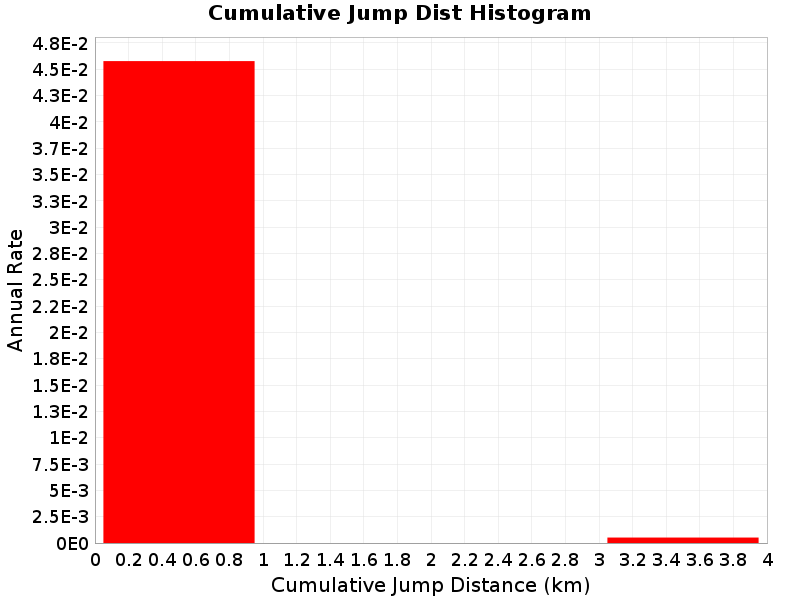 Cumulative Jump Dist Histogram
4.8E-2
4.5E-2
4.3E-2
4E-2
3.7E-2
3.5E-2
3.3E-2
3E-2
2.8E-2
2.5E-2
2.2E-2
2E-2
1.8E-2
1.5E-2
1.3E-2
1E-2
7.5E-3
5E-3
2.5E-3
0E0
Annual Rate
0 0.2 0.4 0.6 0.8 1 1.2 1.4 1.6 1.8 2 2.2 2.4 2.6 2.8 3 3.2 3.4 3.6 3.8 4
Cumulative Jump Distance (km)